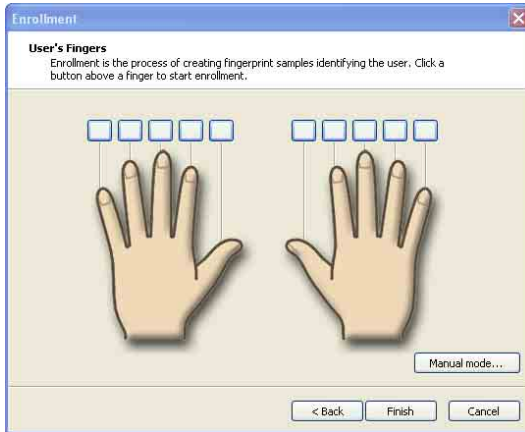 Enrollment
User's Fingers
Enrollment is the process of creating fingerprint samples identifying the user. Click a
button above a finger to start enrollment.
Manual mode...
< Back Finish Cancel